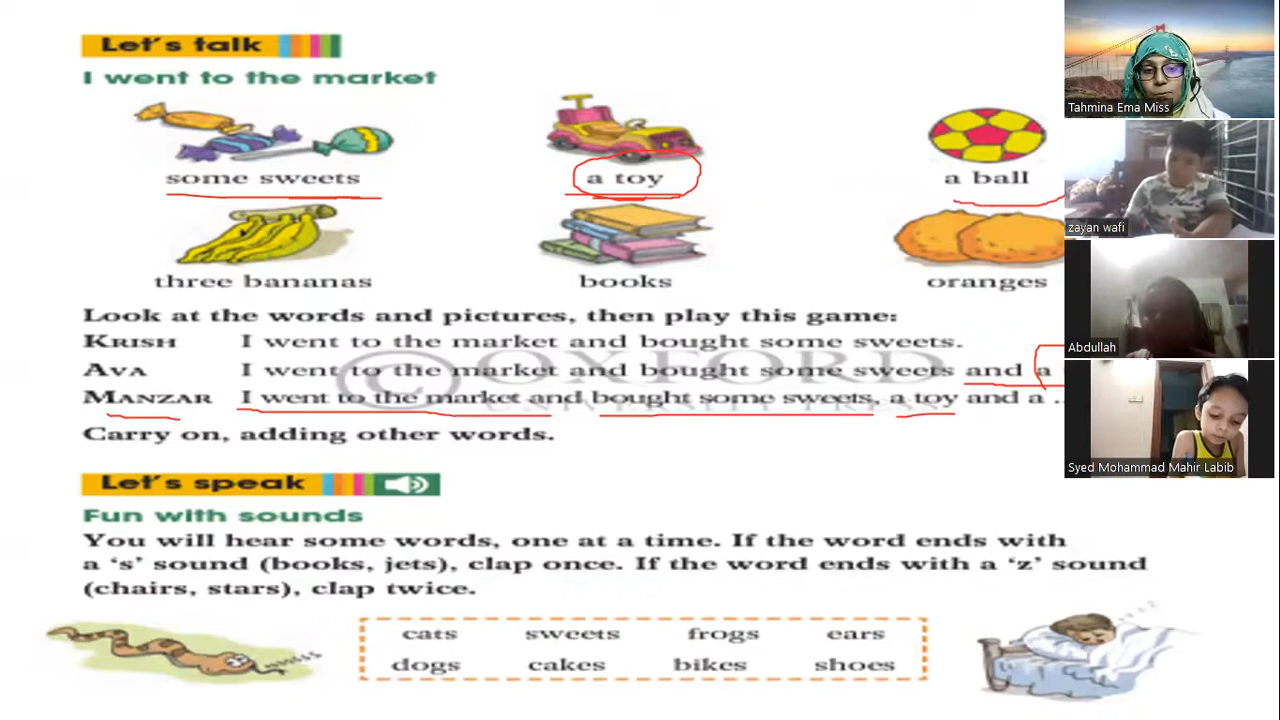 Let's talk
I went to the market
some sweets
a toy
a ball
three bananas
books
oranges
Look at the words and pictures, then play this game:
KRISH I went to the market and bought some sweets.
AVA I went to the market and bought some sweets and a
MANZAR I went to the market and bought some sweets, a toy and a ..
Carry on, adding other words.
© OXFORD
UNIVERSITY PRESS
Let's speak
Fun with sounds
You will hear some words, one at a time. If the word ends with
a 's' sound (books, jets), clap once. If the word ends with a 'z' sound
(chairs, stars), clap twice.
cats sweets frogs ears
dogs cakes bikes shoes
Tahmina Ema Miss
zayan wafi
Abdullah
Syed Mohammad Mahir Labib